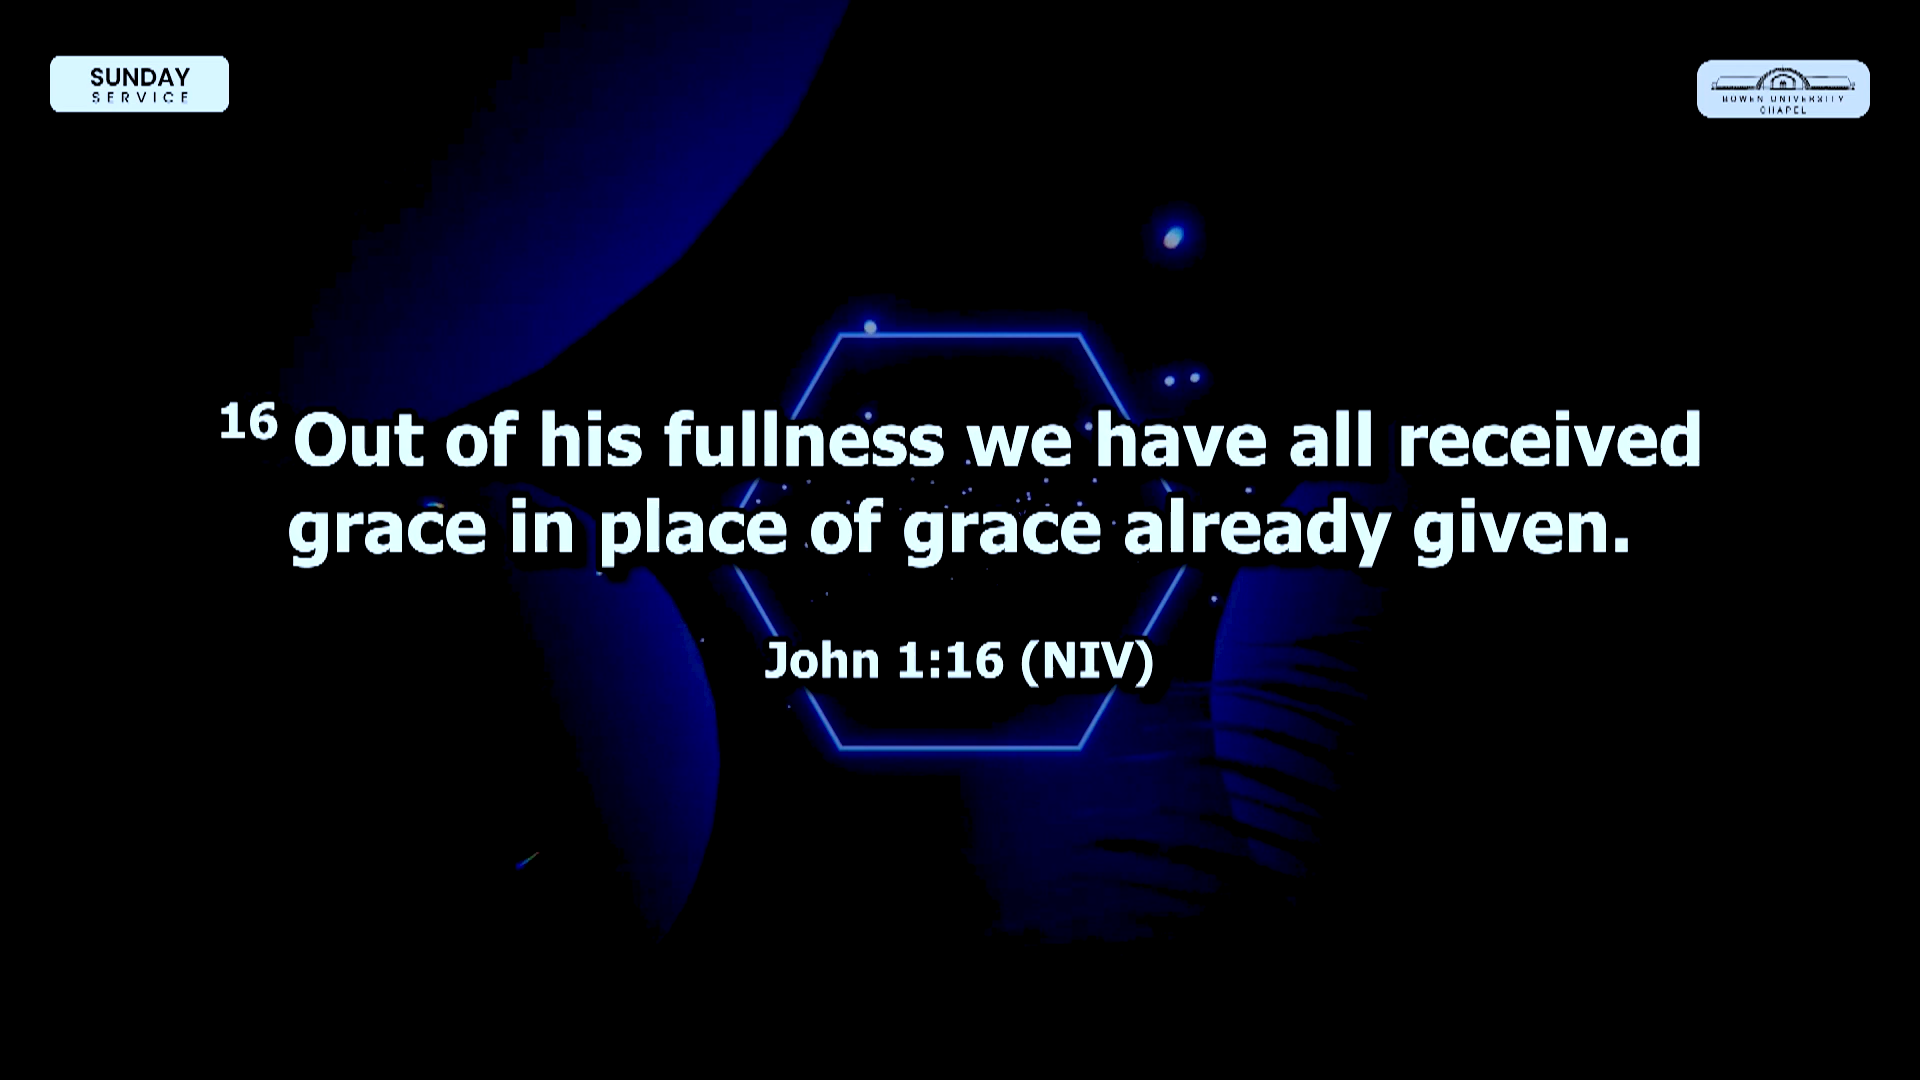 SUNDAY
SERVICE
BOWEN UNIVERSITY
CHAPEL
16 Out of his fullness we have all received
grace in place of grace already given.
John 1:16 (NIV)